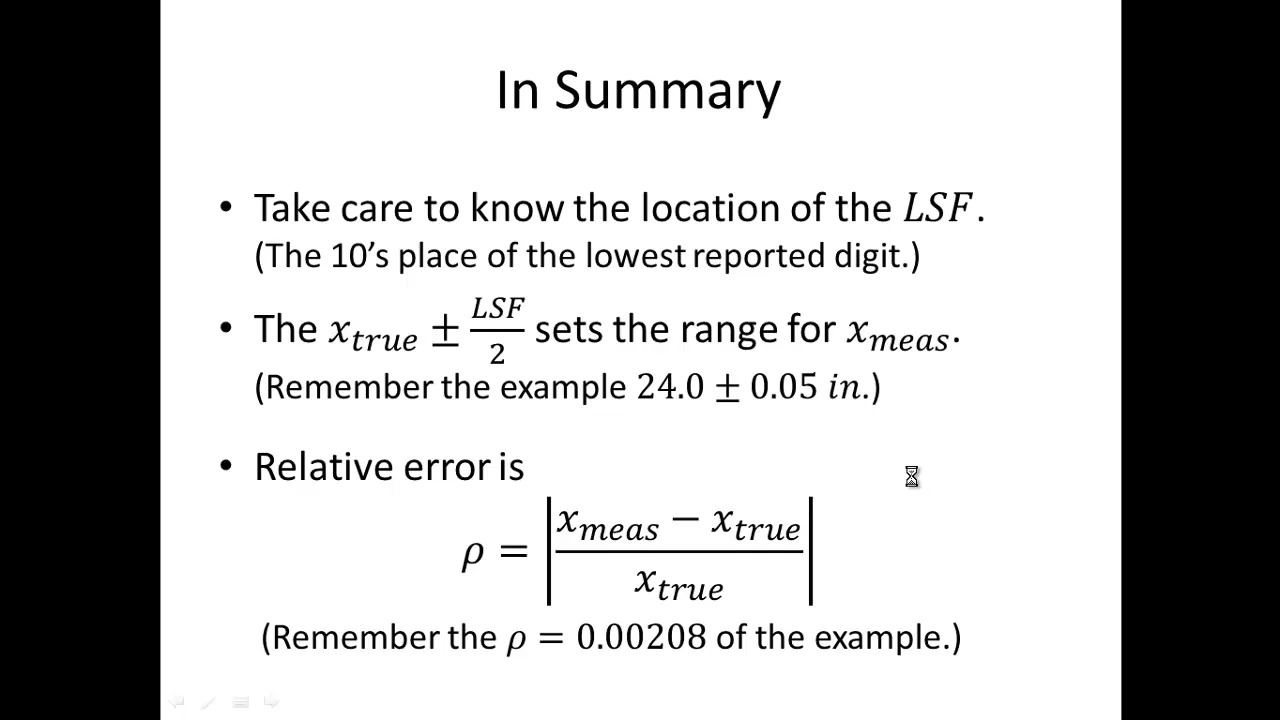 In Summary
• Take care to know the location of the LSF.
(The 10’s place of the lowest reported digit.)
• The x_true ± LSF/2 sets the range for x_meas.
(Remember the example 24.0 ± 0.05 in.)
• Relative error is
ρ = |(x_meas − x_true)/x_true|
(Remember the ρ = 0.00208 of the example.)